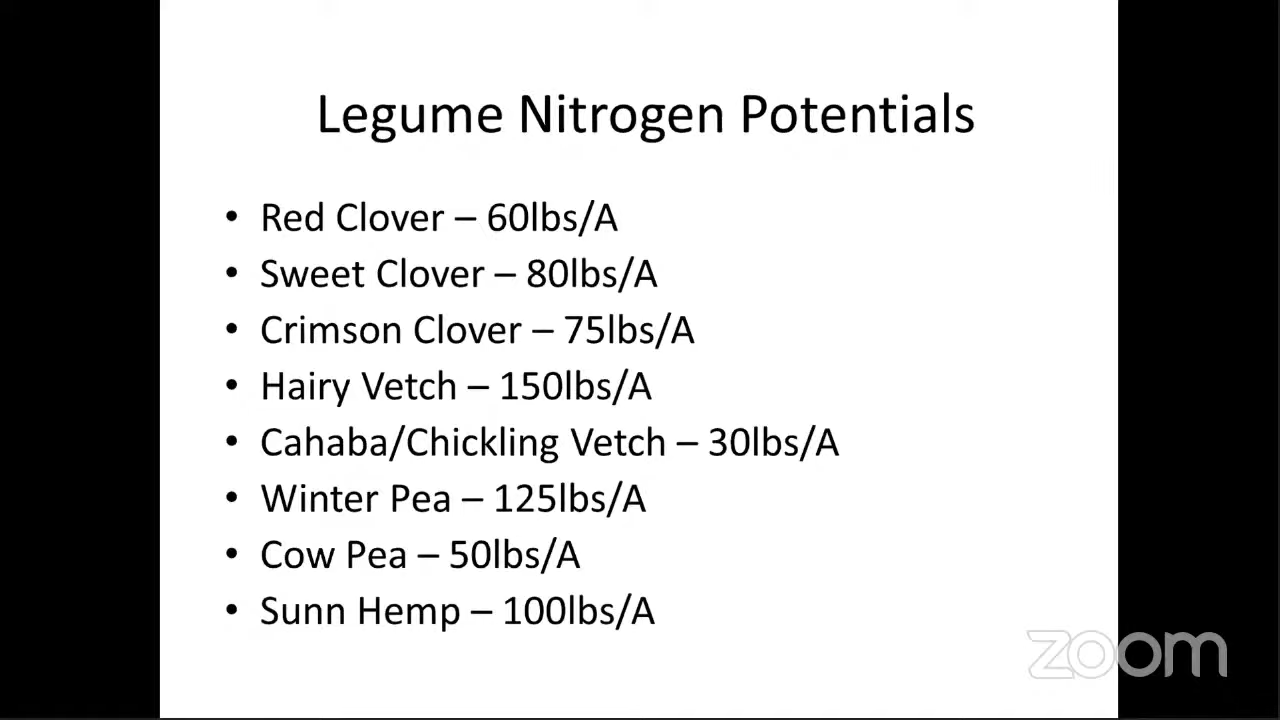 Legume Nitrogen Potentials
• Red Clover – 60lbs/A
• Sweet Clover – 80lbs/A
• Crimson Clover – 75lbs/A
• Hairy Vetch – 150lbs/A
• Cahaba/Chickling Vetch – 30lbs/A
• Winter Pea – 125lbs/A
• Cow Pea – 50lbs/A
• Sunn Hemp – 100lbs/A
zoom